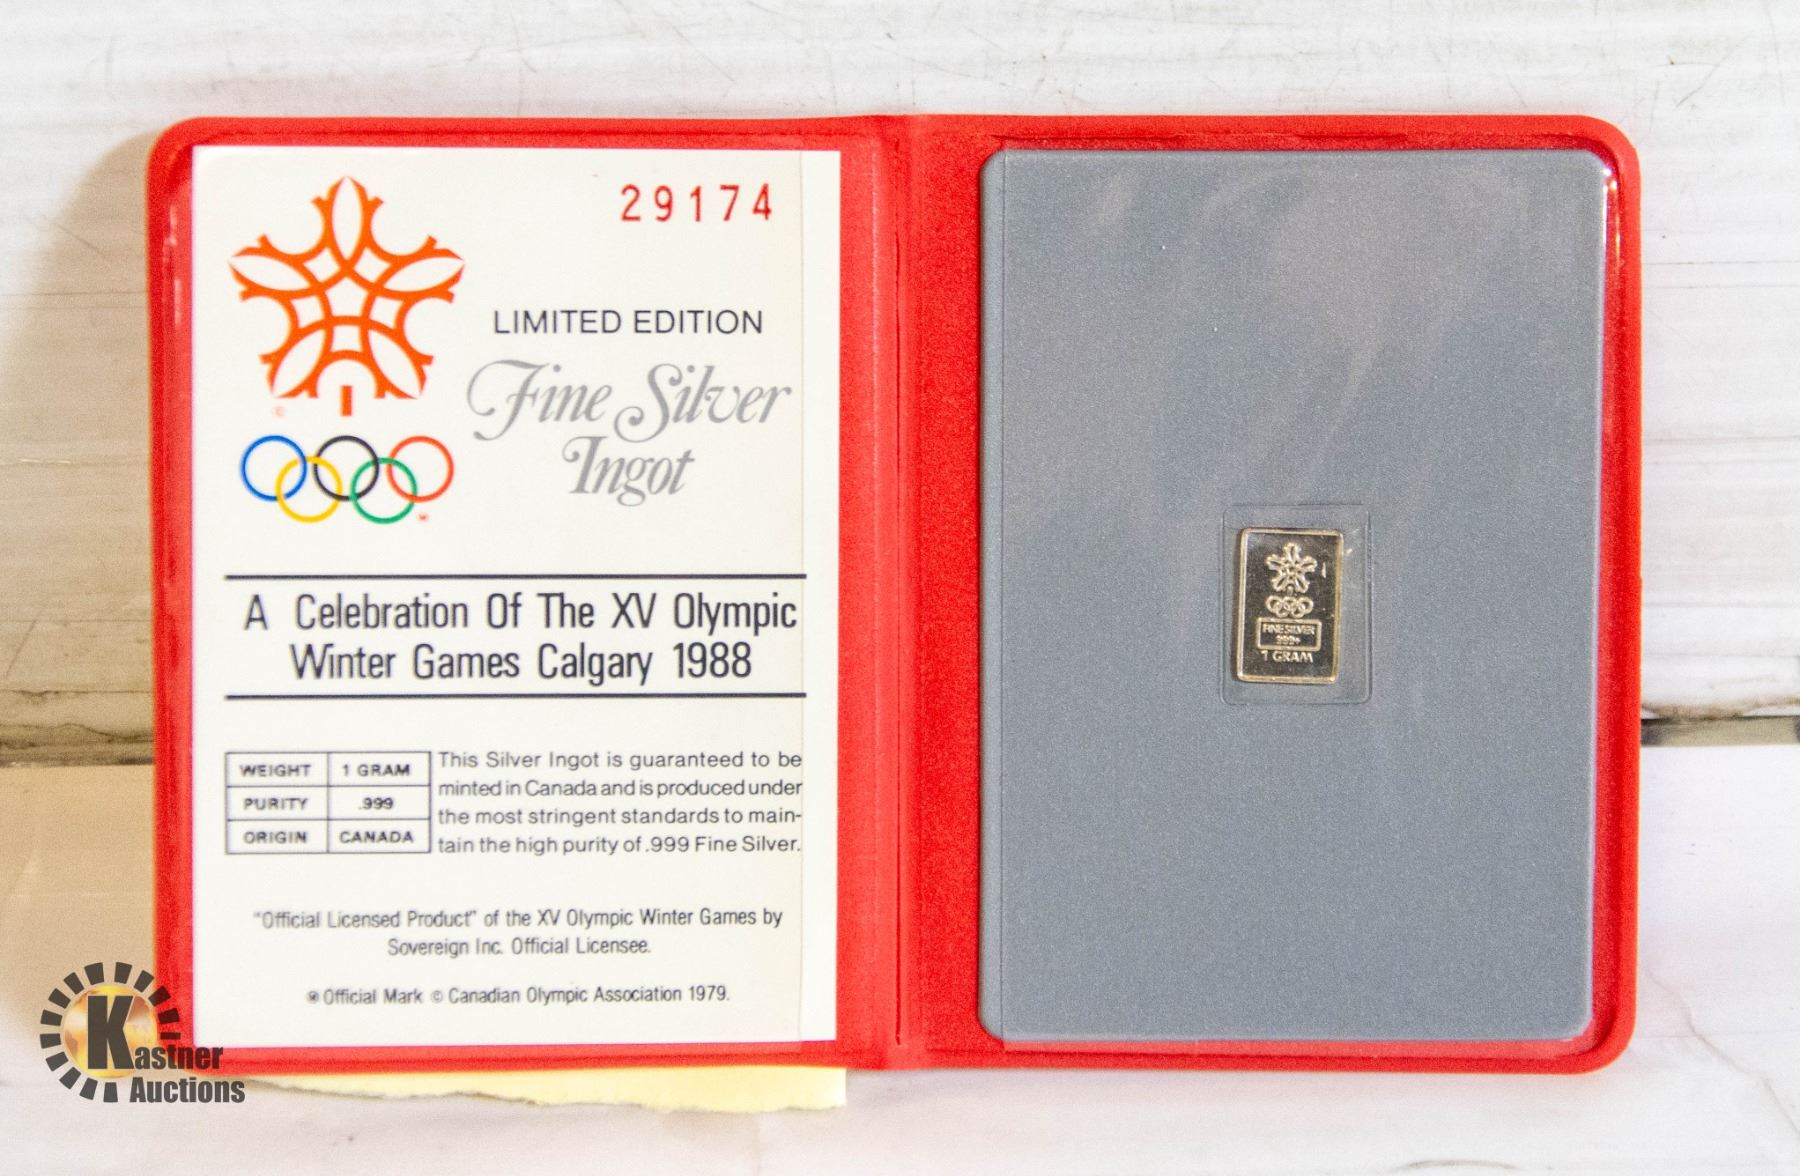 29174
LIMITED EDITION
Fine Silver
Ingot
A Celebration Of The XV Olympic
Winter Games Calgary 1988
WEIGHT 1 GRAM
PURITY .999
ORIGIN CANADA
This Silver Ingot is guaranteed to be
minted in Canada and is produced under
the most stringent standards to main-
tain the high purity of .999 Fine Silver.
"Official Licensed Product" of the XV Olympic Winter Games by
Sovereign Inc. Official Licensee.
Official Mark © Canadian Olympic Association 1979.
FINE SILVER
999+
1 GRAM
Kastner
Auctions